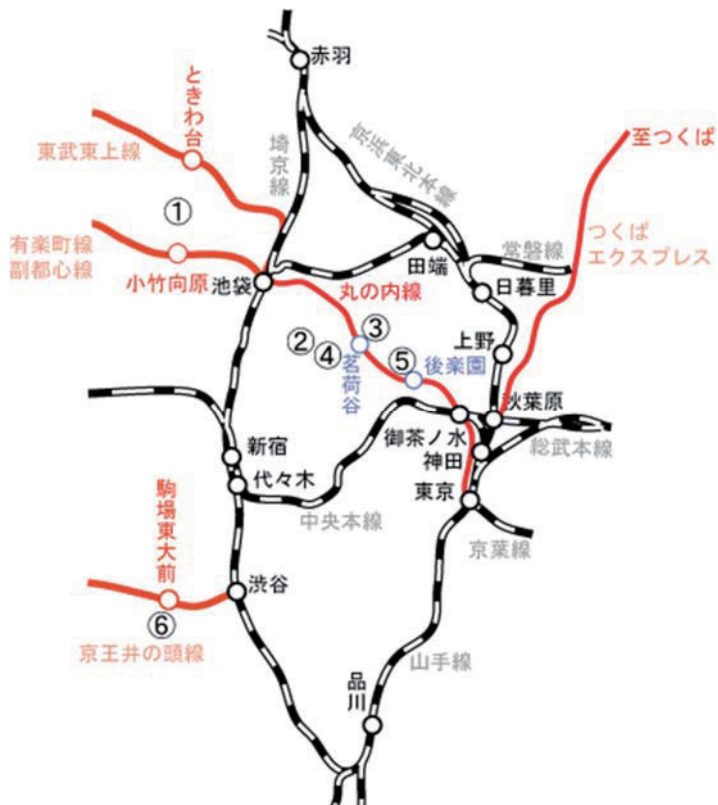 赤羽
ときわ台
東武東上線
埼京線
京浜東北本線
至つくば
①
つくば
エクスプレス
有楽町線
副都心線
小竹向原
池袋
丸の内線
田端
常磐線
日暮里
②
③
④
茗荷谷
⑤
後楽園
上野
秋葉原
御茶ノ水
神田
総武本線
新宿
代々木
東京
中央本線
京葉線
駒場東大前
渋谷
⑥
京王井の頭線
山手線
品川